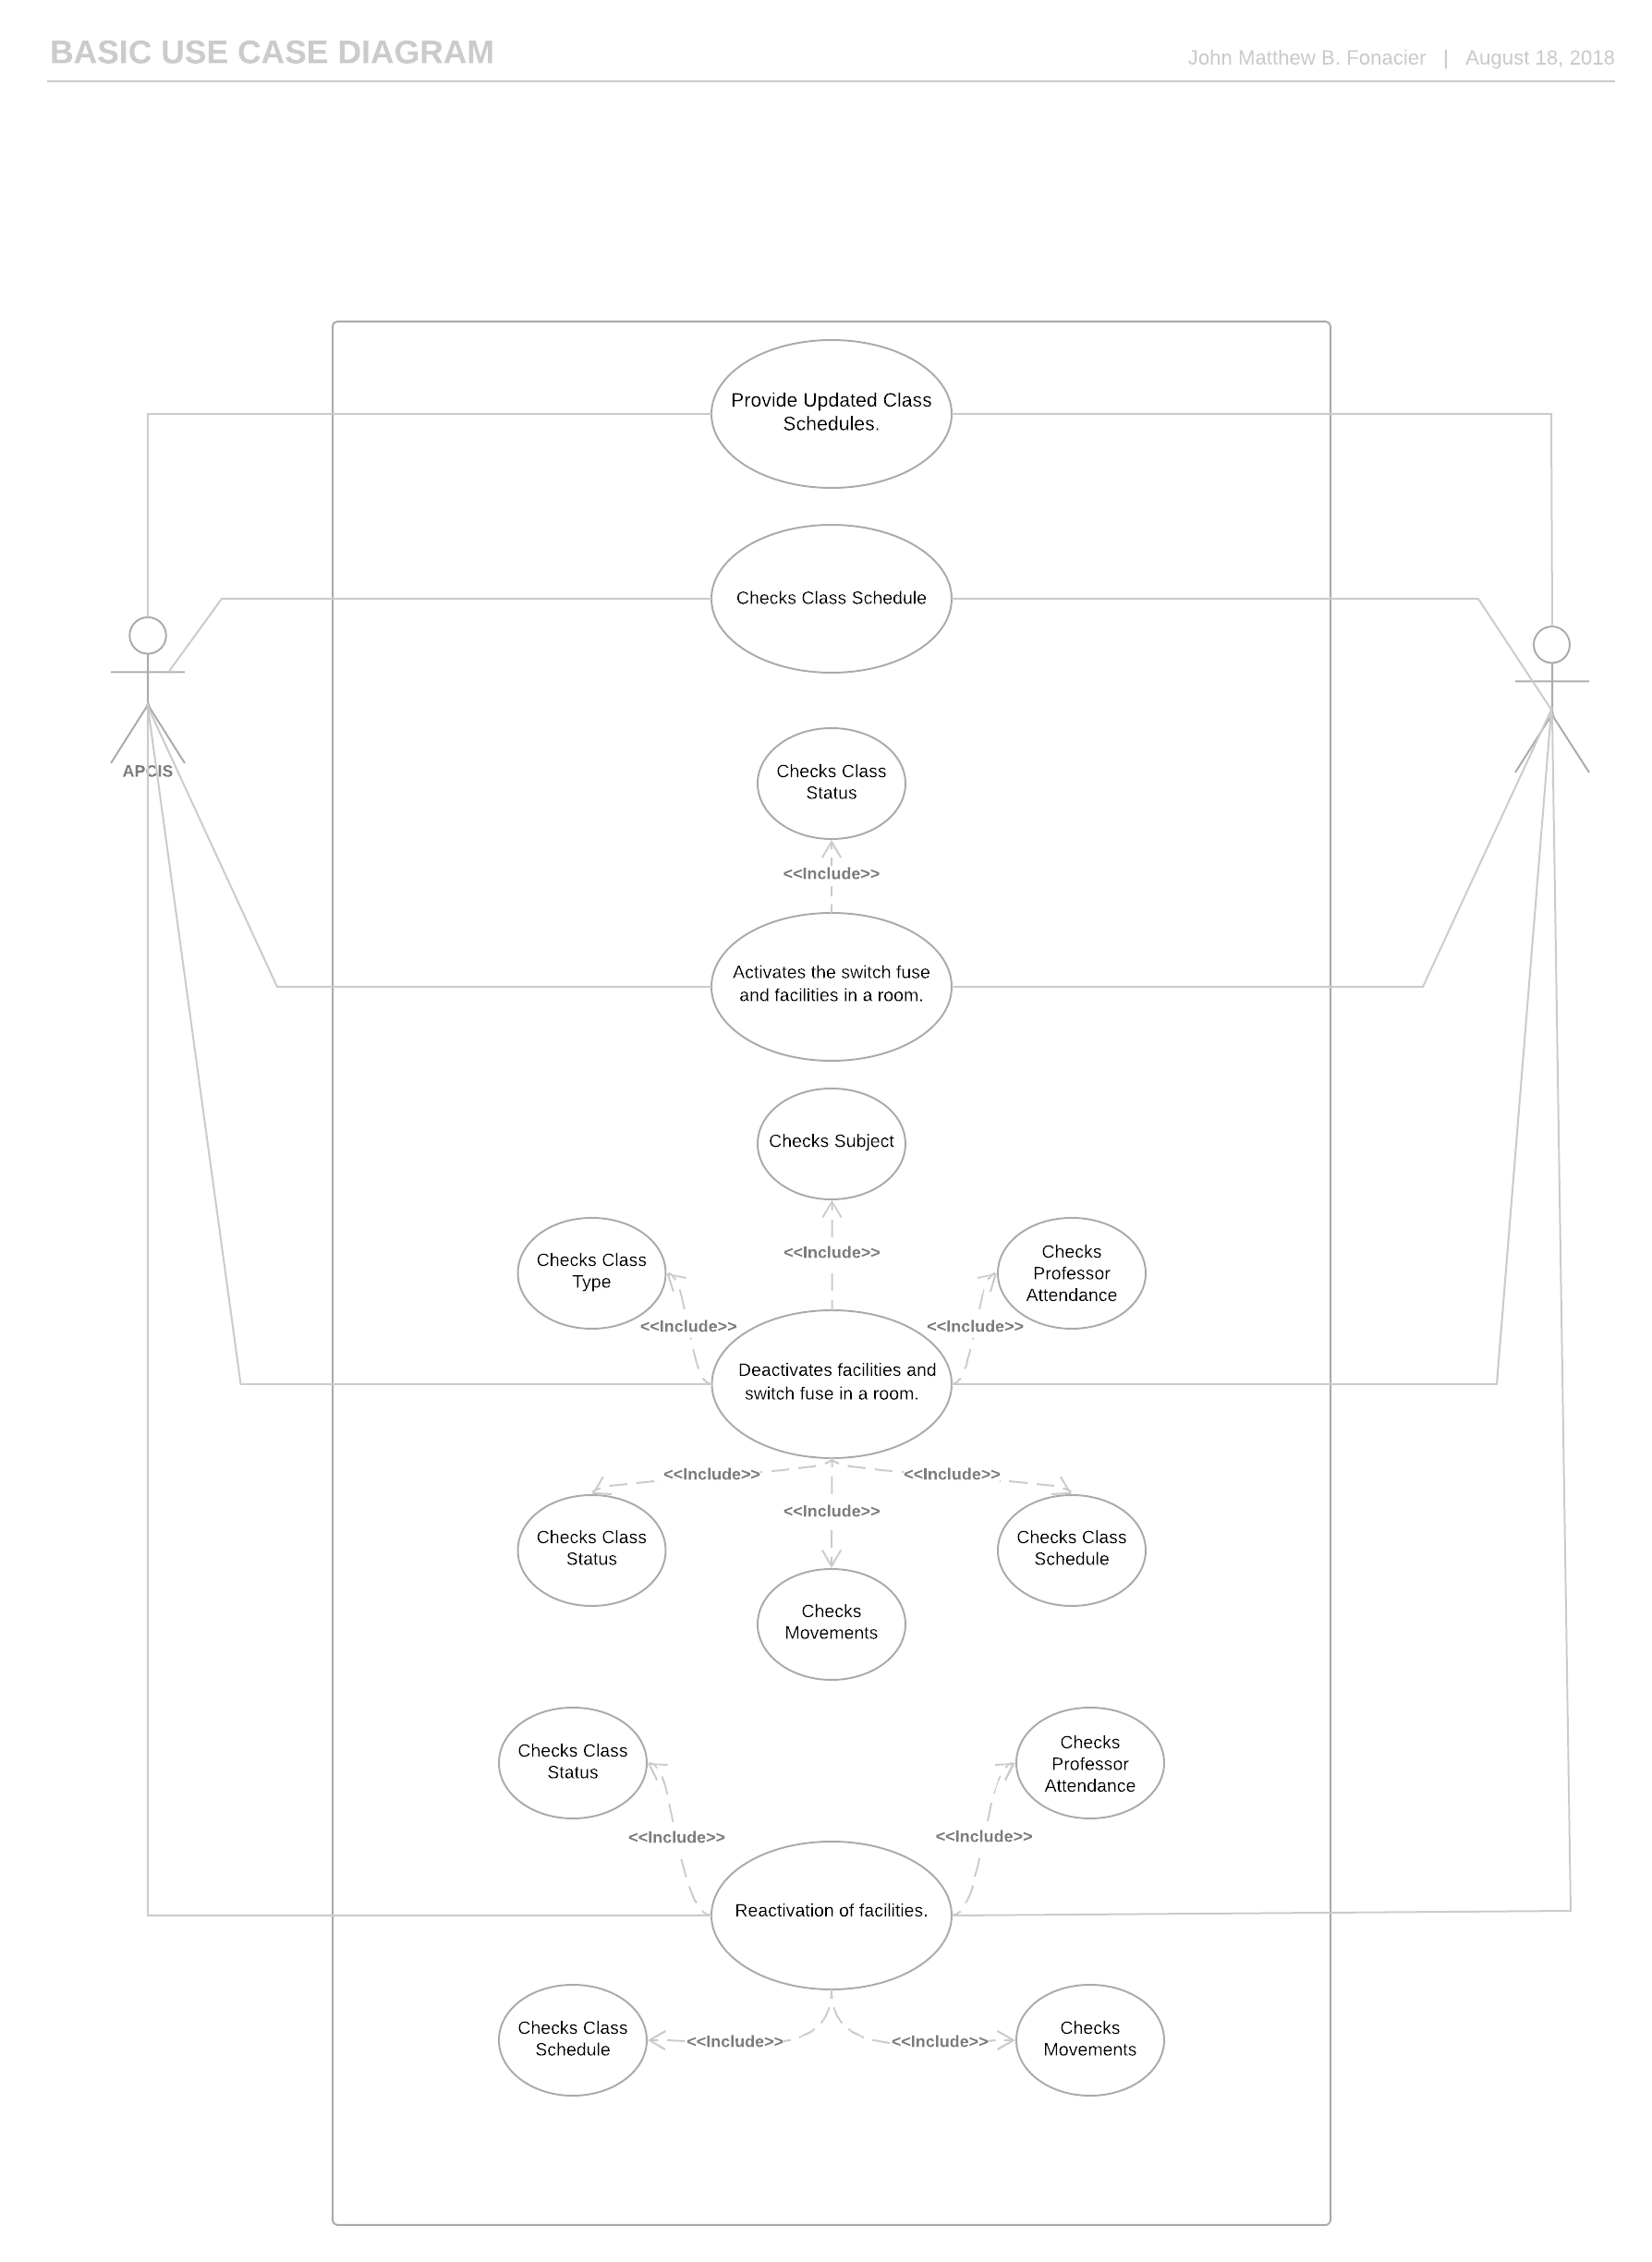 BASIC USE CASE DIAGRAM
John Matthew B. Fonacier | August 18, 2018
Provide Updated Class
Schedules.
Checks Class Schedule
APCIS
Checks Class
Status
<<Include>>
Activates the switch fuse
and facilities in a room.
Checks Subject
<<Include>>
Checks Class
Type
Checks
Professor
Attendance
<<Include>>
<<Include>>
Deactivates facilities and
switch fuse in a room.
<<Include>>
<<Include>>
<<Include>>
Checks Class
Status
Checks Class
Schedule
Checks
Movements
Checks Class
Status
Checks
Professor
Attendance
<<Include>>
<<Include>>
Reactivation of facilities.
Checks Class
Schedule
<<Include>>
<<Include>>
Checks
Movements